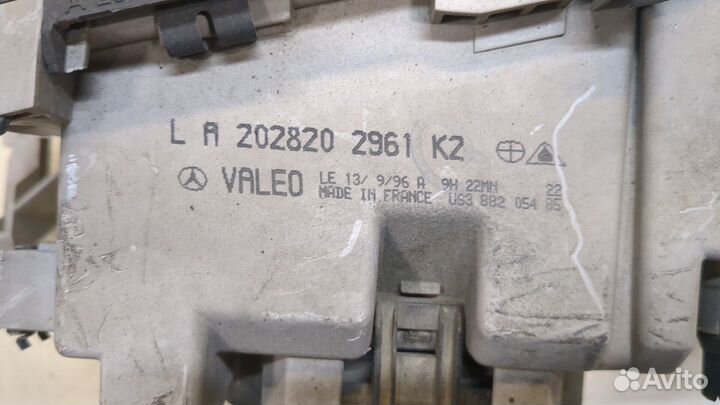 L A 202820 2961 K2
VALEO LE 13/ 9/96 A 9H 22MN 22
MADE IN FRANCE US3 882 054 85
Avito